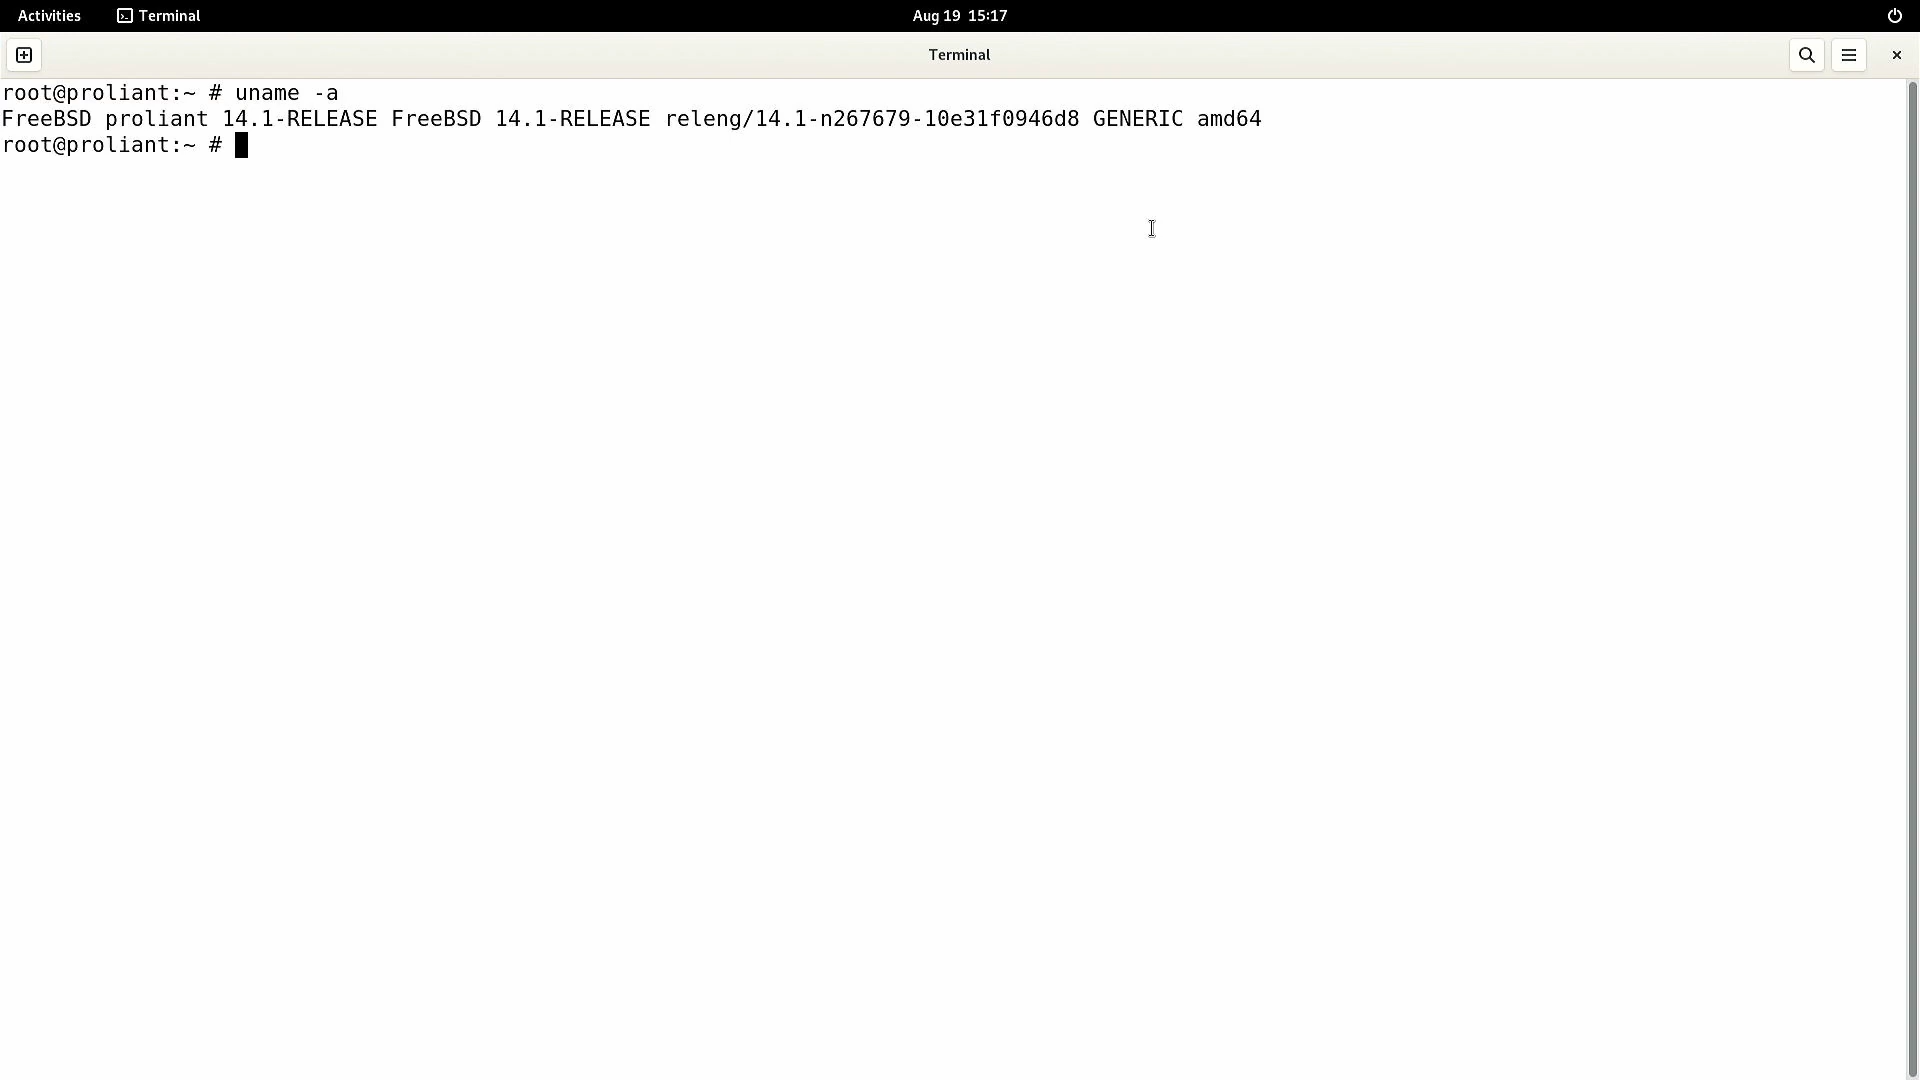 Activities Terminal Aug 19 15:17
Terminal
root@proliant:~ # uname -a
FreeBSD proliant 14.1-RELEASE FreeBSD 14.1-RELEASE releng/14.1-n267679-10e31f0946d8 GENERIC amd64
root@proliant:~ #